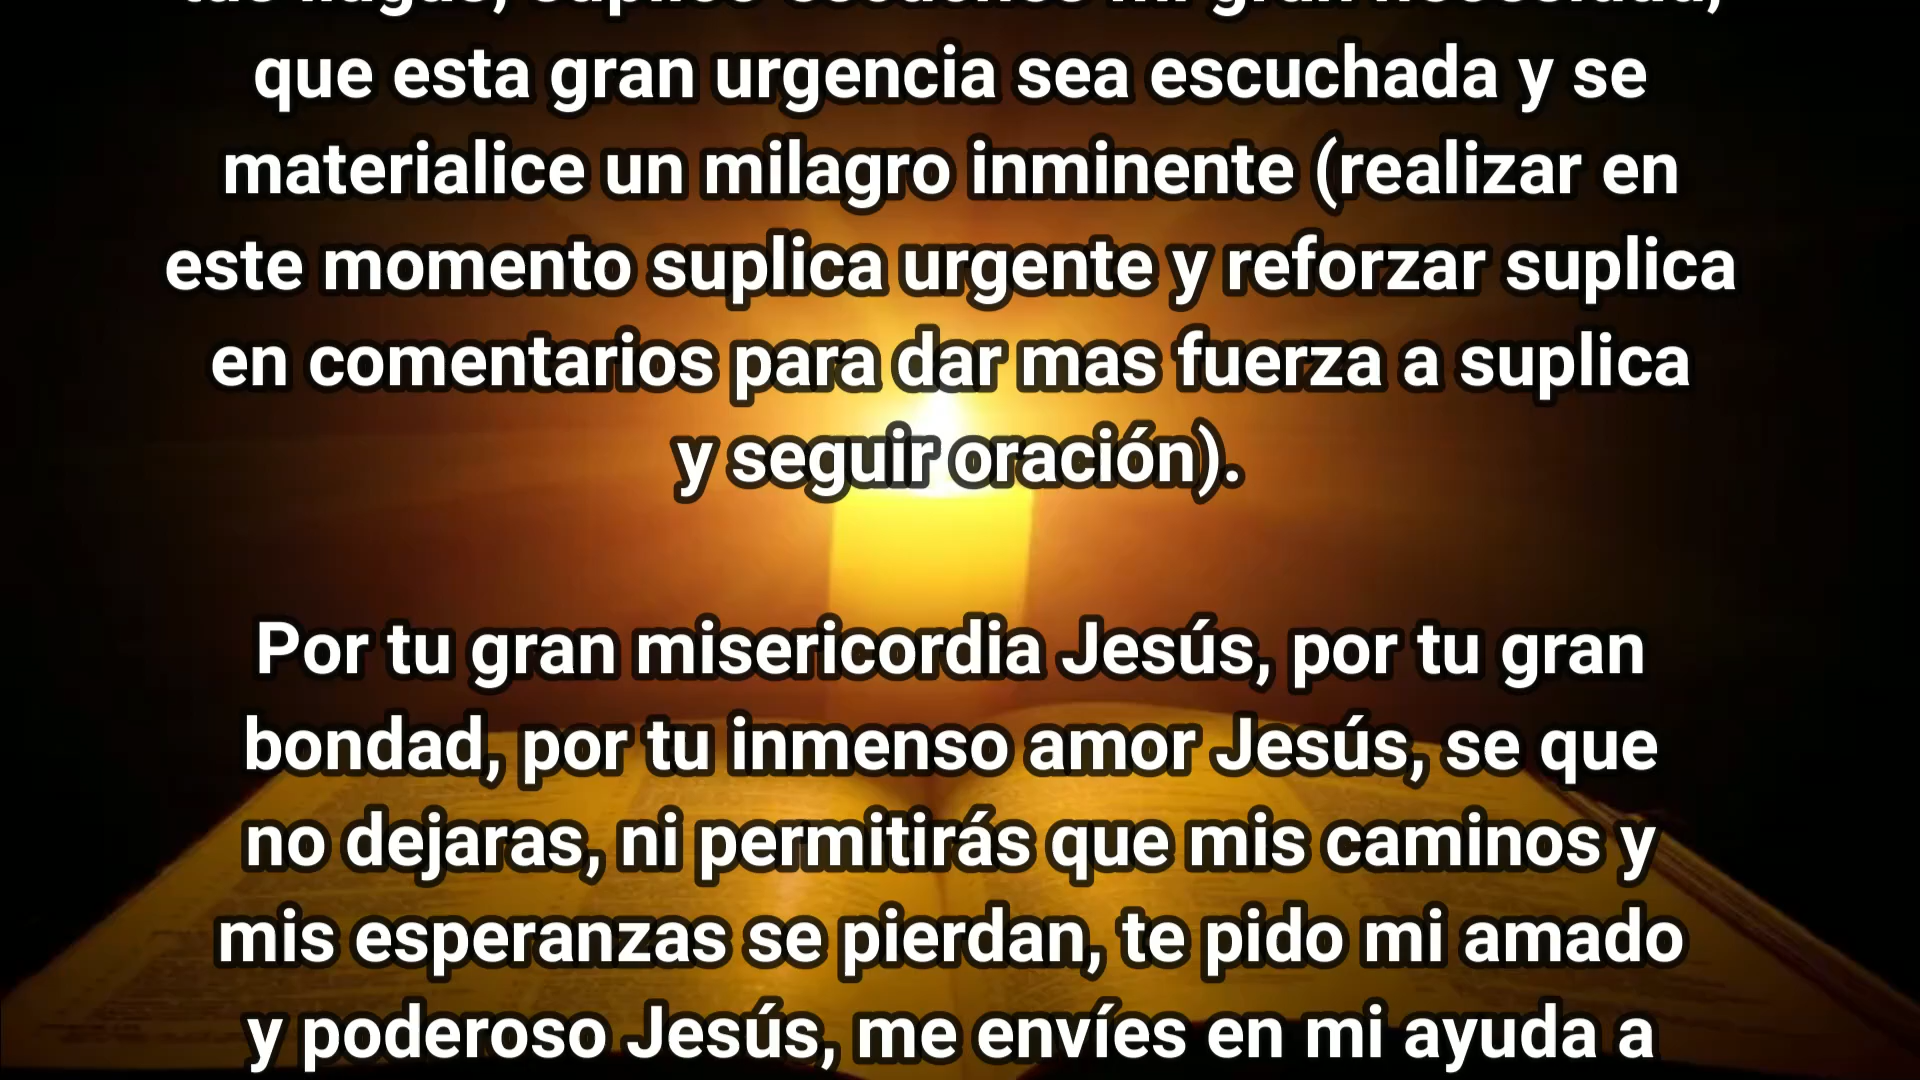 que esta gran urgencia sea escuchada y se
materialice un milagro inminente (realizar en
este momento suplica urgente y reforzar suplica
en comentarios para dar mas fuerza a suplica
y seguir oración).
Por tu gran misericordia Jesús, por tu gran
bondad, por tu inmenso amor Jesús, se que
no dejaras, ni permitirás que mis caminos y
mis esperanzas se pierdan, te pido mi amado
y poderoso Jesús, me envíes en mi ayuda a